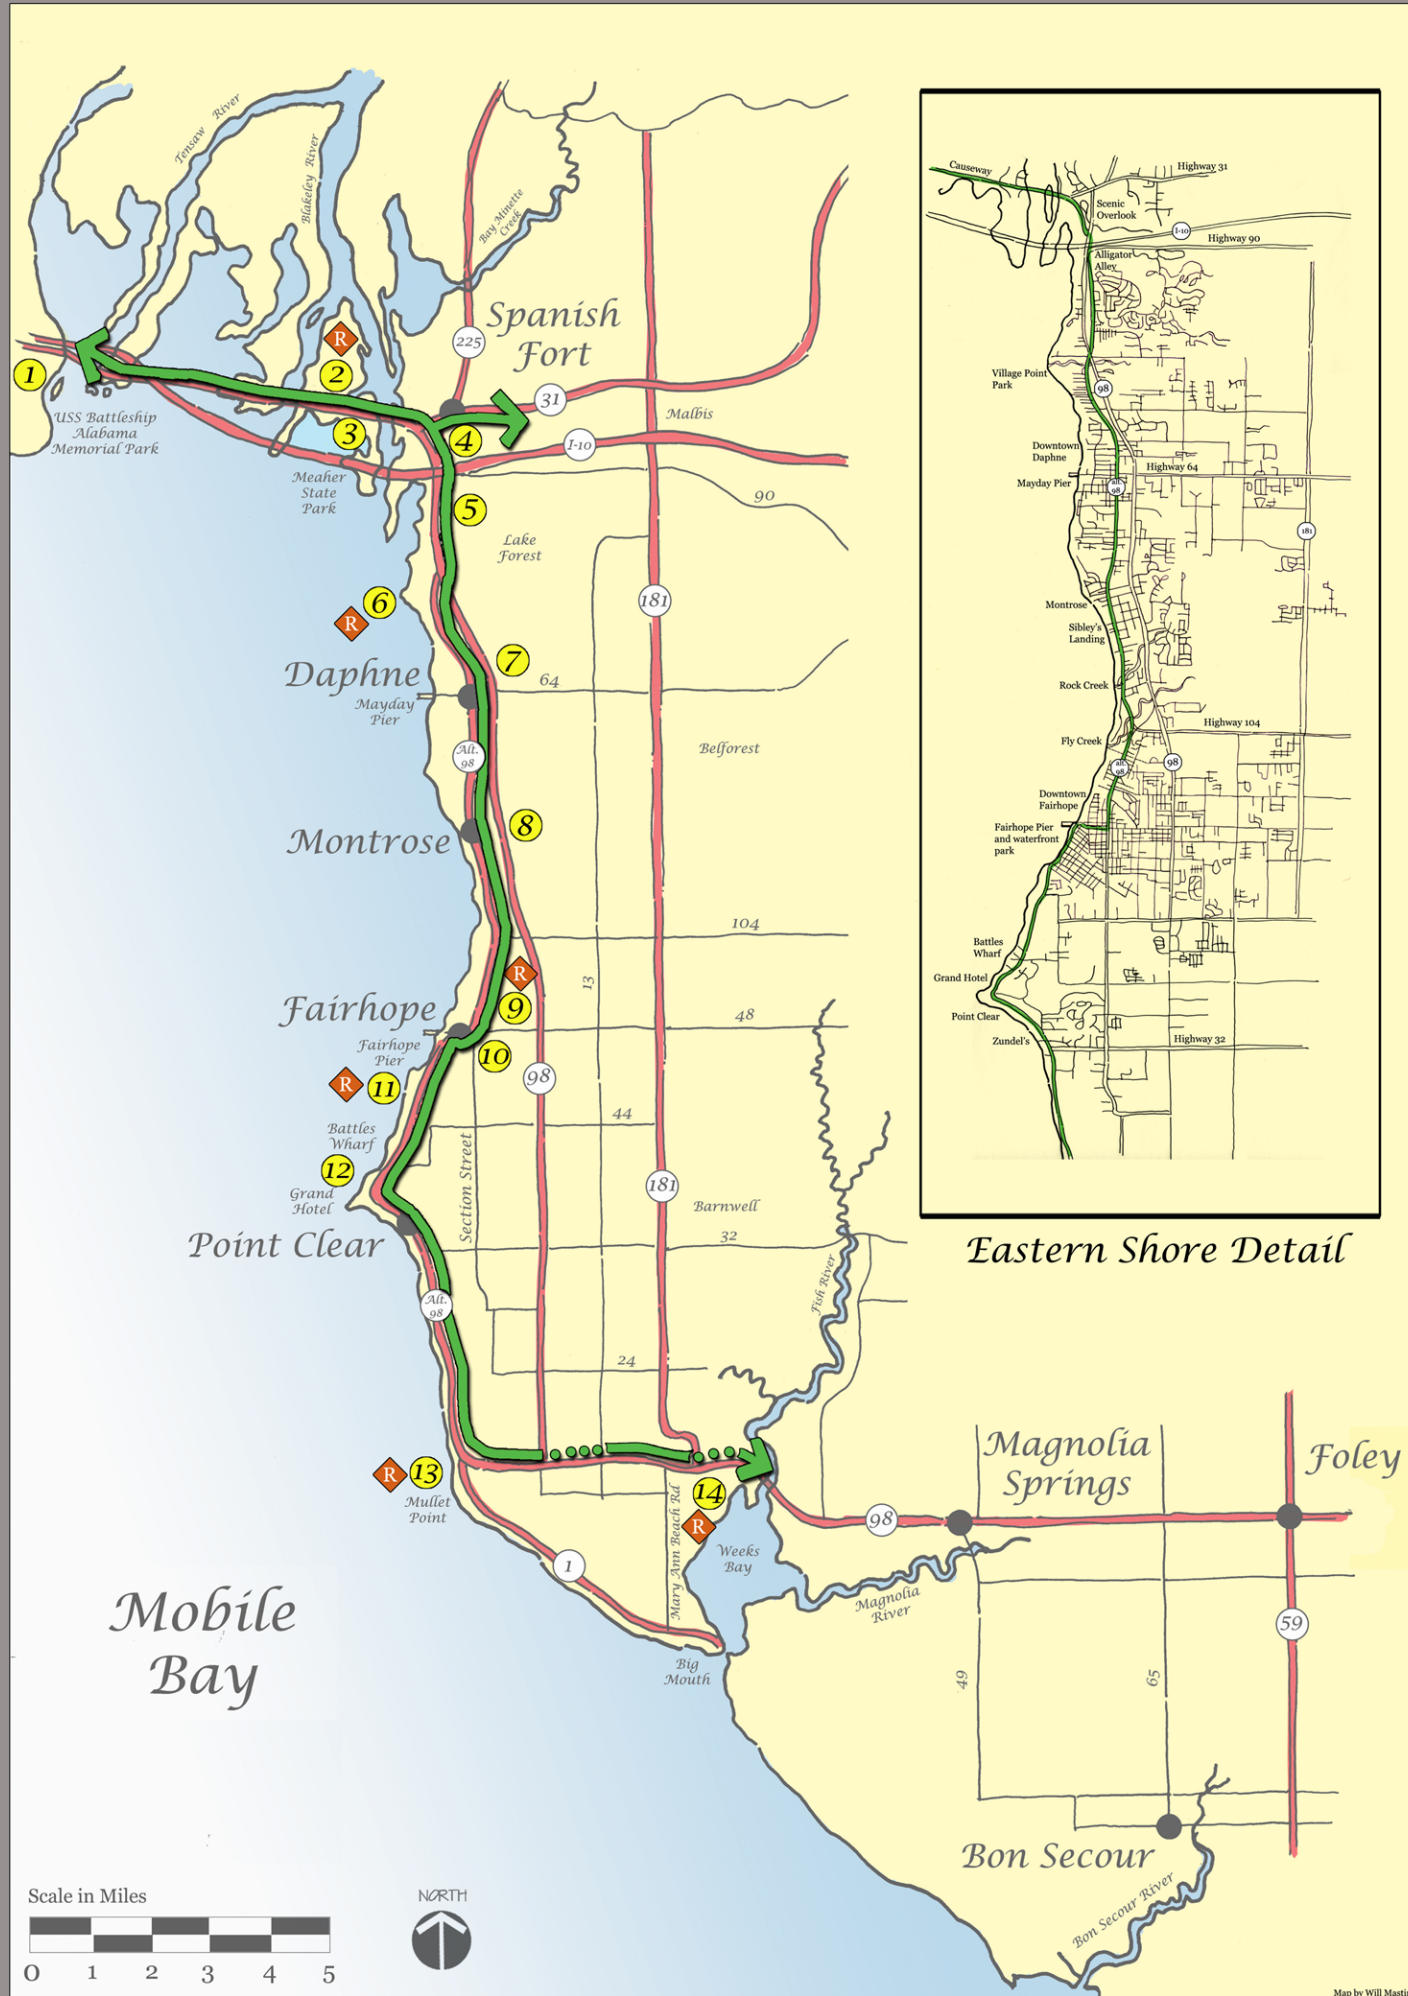 Tensaw River
Blakeley River
Bay Minette
Creek
Spanish
Fort
225
R
1
2
3
4
31
I-10
Malbis
USS Battleship
Alabama
Memorial Park
Meaher
State
Park
5
90
Lake
Forest
6
R
181
7
Daphne
64
Mayday
Pier
Alt.
98
Belforest
Montrose
8
104
R
13
9
Fairhope
48
Fairhope
Pier
10
R
11
98
44
Battles
Wharf
12
Section Street
Grand
Hotel
181
Barnwell
Point Clear
32
Fish River
Alt.
98
24
R
13
Mullet
Point
14
R
Mary Ann Beach Rd
Weeks
Bay
1
Big
Mouth
Magnolia
Springs
Foley
98
Magnolia
River
59
49
65
Bon Secour
Bon Secour River
Mobile
Bay
Scale in Miles
0 1 2 3 4 5
NORTH
Causeway
Highway 31
Scenic
Overlook
I-10
Highway 90
Alligator
Alley
Village Point
Park
98
Downtown
Daphne
Highway 64
Mayday Pier
alt.
98
181
Montrose
Sibley's
Landing
Rock Creek
Highway 104
Fly Creek
alt.
98
98
Downtown
Fairhope
Fairhope Pier
and waterfront
park
Battles
Wharf
Grand Hotel
Point Clear
Zundel's
Highway 32
Eastern Shore Detail
Map by Will Mastin